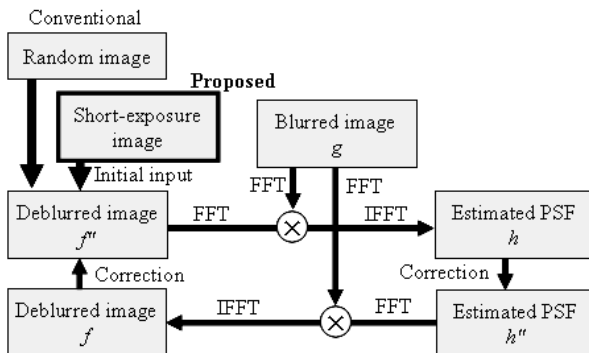 Conventional
Random image
Proposed
Short-exposure
image
Blurred image
g
Initial input
FFT
FFT
Deblurred image
f"
FFT
IFFT
Estimated PSF
h
Correction
Correction
Deblurred image
f
IFFT
FFT
Estimated PSF
h"